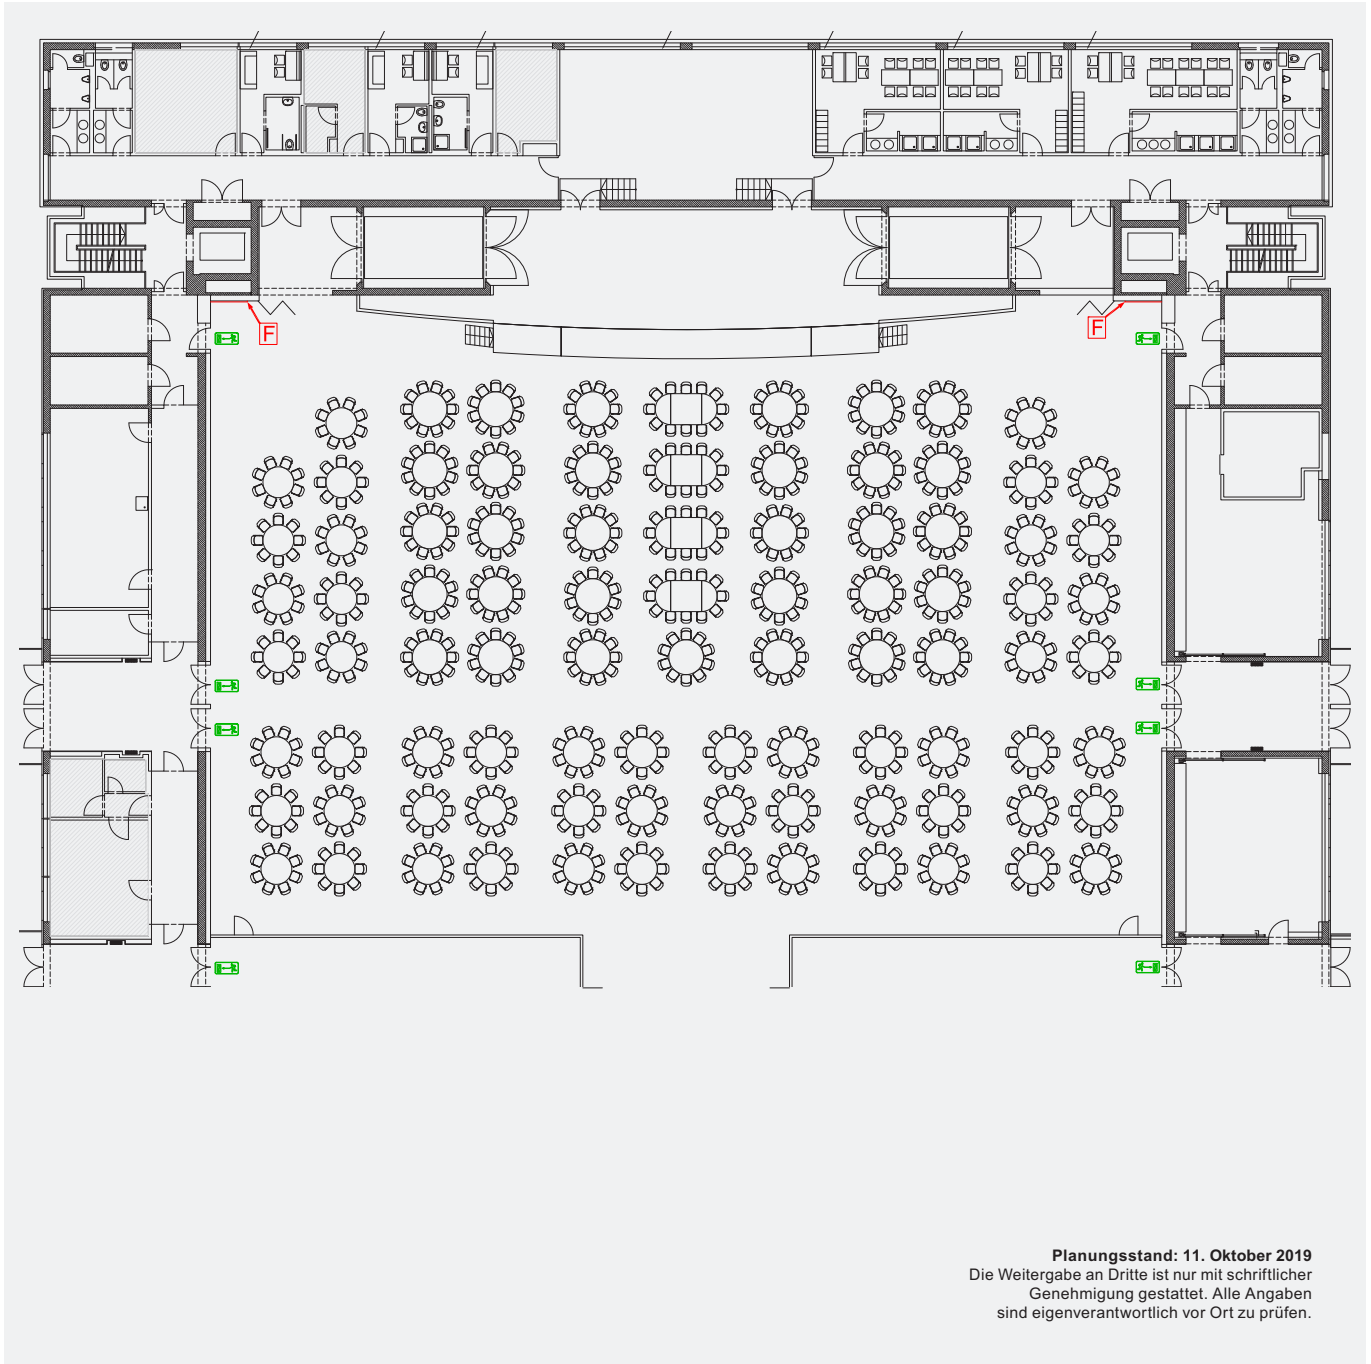 F
F
Planungsstand: 11. Oktober 2019
Die Weitergabe an Dritte ist nur mit schriftlicher
Genehmigung gestattet. Alle Angaben
sind eigenverantwortlich vor Ort zu prüfen.